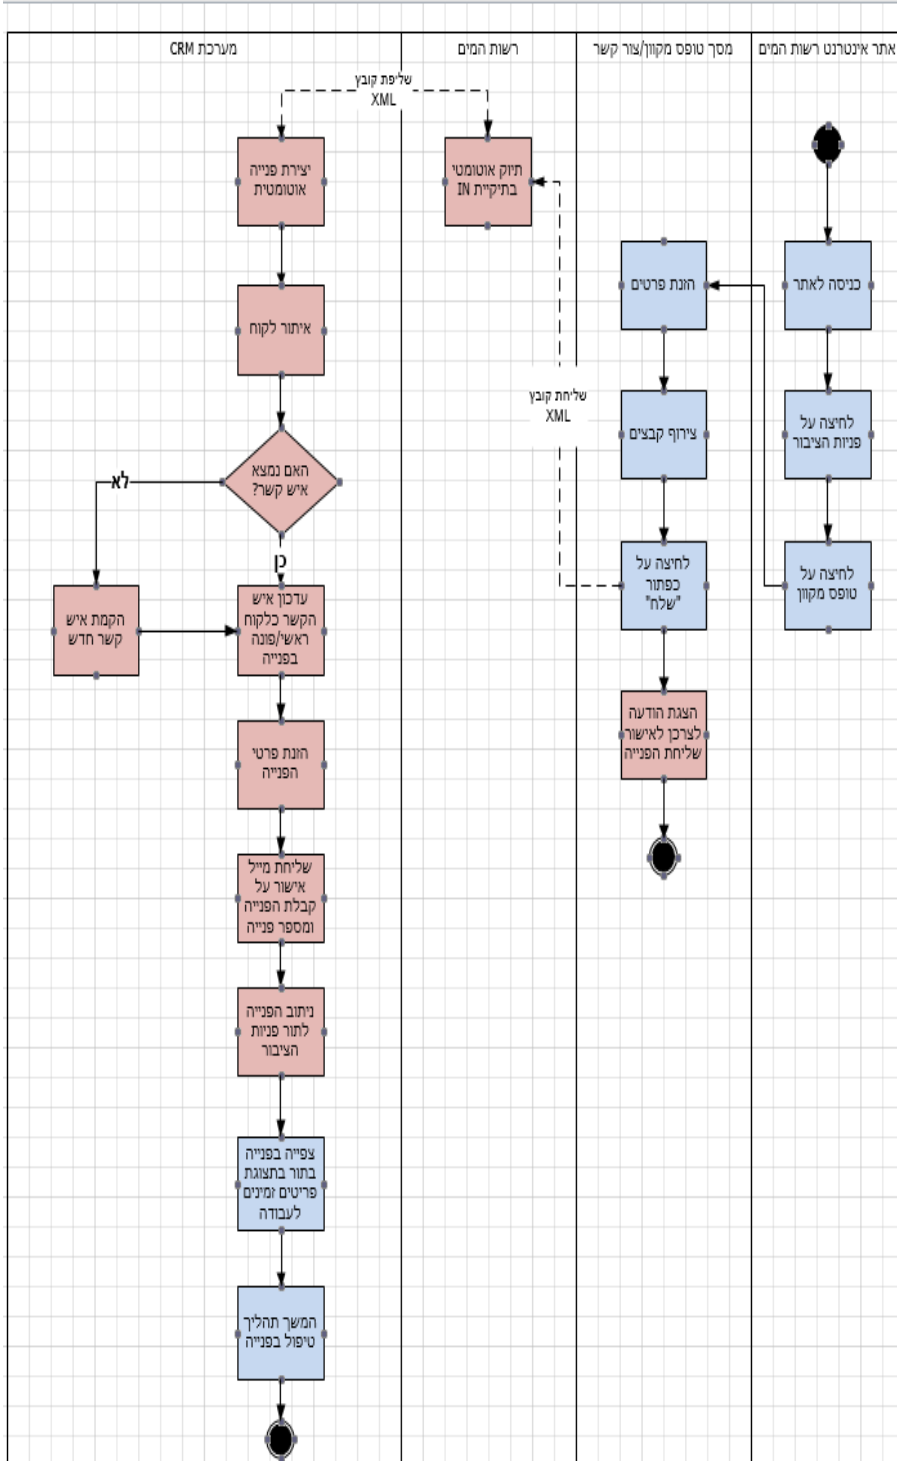 אתר אינטרנט רשות המים
מסך טופס מקוון/צור קשר
רשות המים
מערכת CRM
כניסה לאתר
לחיצה על
פניות הציבור
לחיצה על
טופס מקוון
הזנת פרטים
צירוף קבצים
לחיצה על
כפתור
"שלח"
הצגת הודעה
לצרכן לאישור
שליחת הפנייה
שליחת קובץ
XML
תיוק אוטומטי
בתיקיית IN
שליפת קובץ
XML
יצירת פנייה
אוטומטית
איתור לקוח
האם נמצא
איש קשר?
לא
כן
הקמת איש
קשר חדש
עדכון איש
הקשר כלקוח
ראשי/פונה
בפנייה
הזנת פרטי
הפנייה
שליחת מייל
אישור על
קבלת הפנייה
ומספר פנייה
ניתוב הפנייה
לתור פניות
הציבור
צפייה בפנייה
בתור בתצוגת
פריטים זמינים
לעבודה
המשך תהליך
טיפול בפנייה